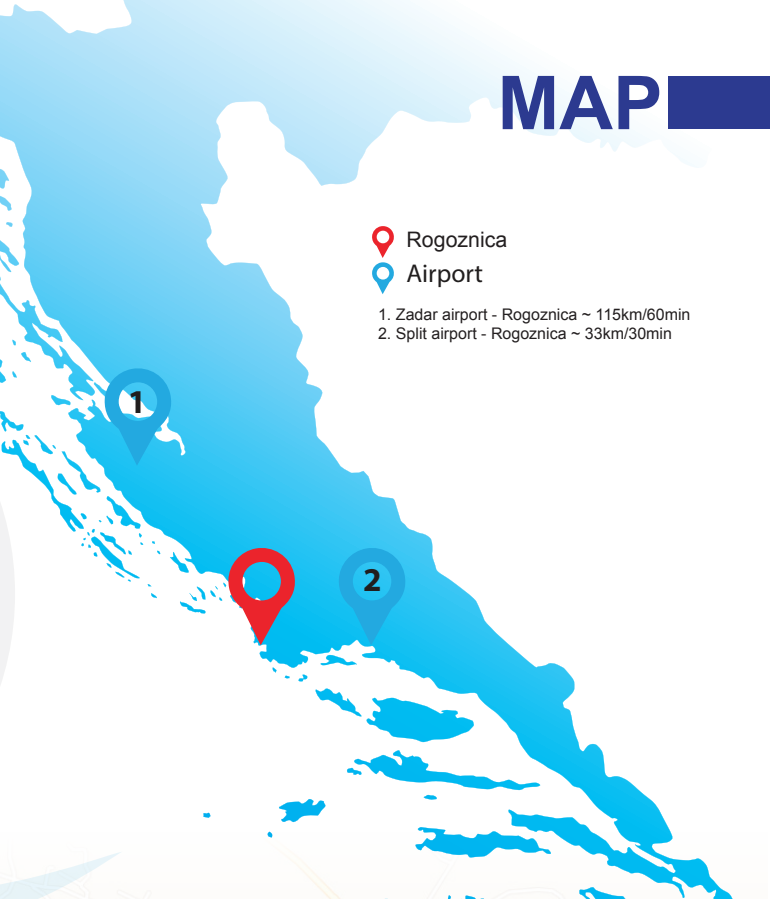 MAP
Rogoznica
Airport
1. Zadar airport - Rogoznica ~ 115km/60min
2. Split airport - Rogoznica ~ 33km/30min
1
2